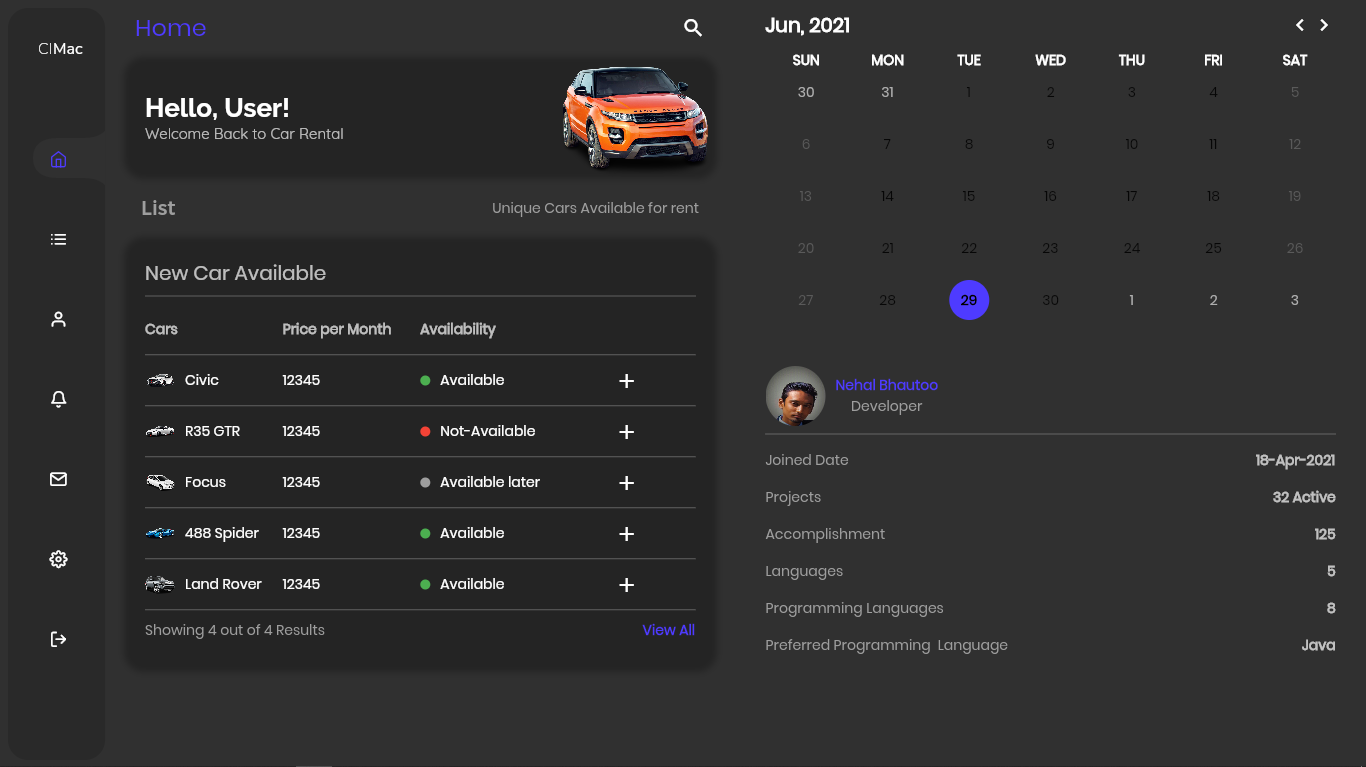 CIMac
Home
Hello, User!
Welcome Back to Car Rental
List
Unique Cars Available for rent
New Car Available
Cars Price per Month Availability
Civic 12345 Available +
R35 GTR 12345 Not-Available +
Focus 12345 Available later +
488 Spider 12345 Available +
Land Rover 12345 Available +
Showing 4 out of 4 Results View All
Jun, 2021
SUN MON TUE WED THU FRI SAT
30 31 1 2 3 4 5
6 7 8 9 10 11 12
13 14 15 16 17 18 19
20 21 22 23 24 25 26
27 28 29 30 1 2 3
Nehal Bhautoo
Developer
Joined Date 18-Apr-2021
Projects 32 Active
Accomplishment 125
Languages 5
Programming Languages 8
Preferred Programming Language Java